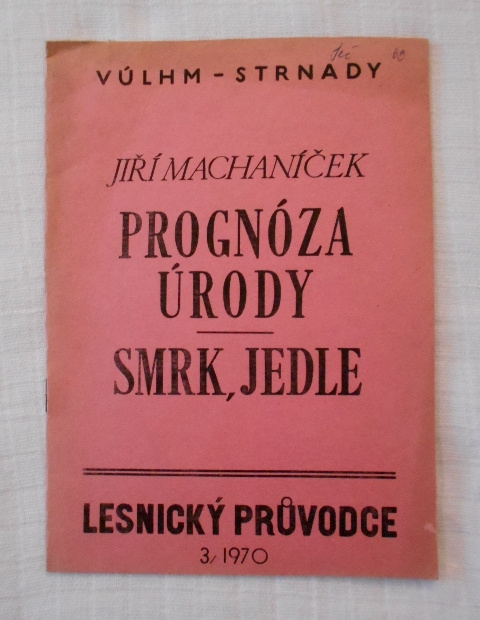 VÚLHM – STRNADY
JIŘÍ MACHANÍČEK
PROGNÓZA
ÚRODY
SMRK, JEDLE
LESNICKÝ PRŮVODCE
3/1970